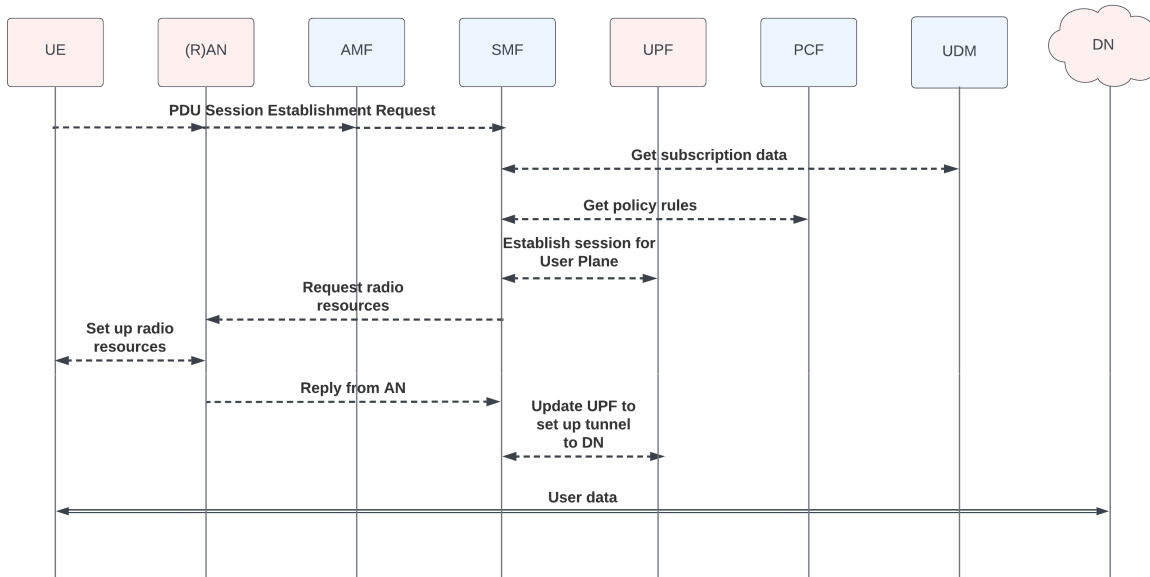 UE
(R)AN
AMF
SMF
UPF
PCF
UDM
DN
PDU Session Establishment Request
Get subscription data
Get policy rules
Establish session for
User Plane
Request radio
resources
Set up radio
resources
Reply from AN
Update UPF to
set up tunnel
to DN
User data